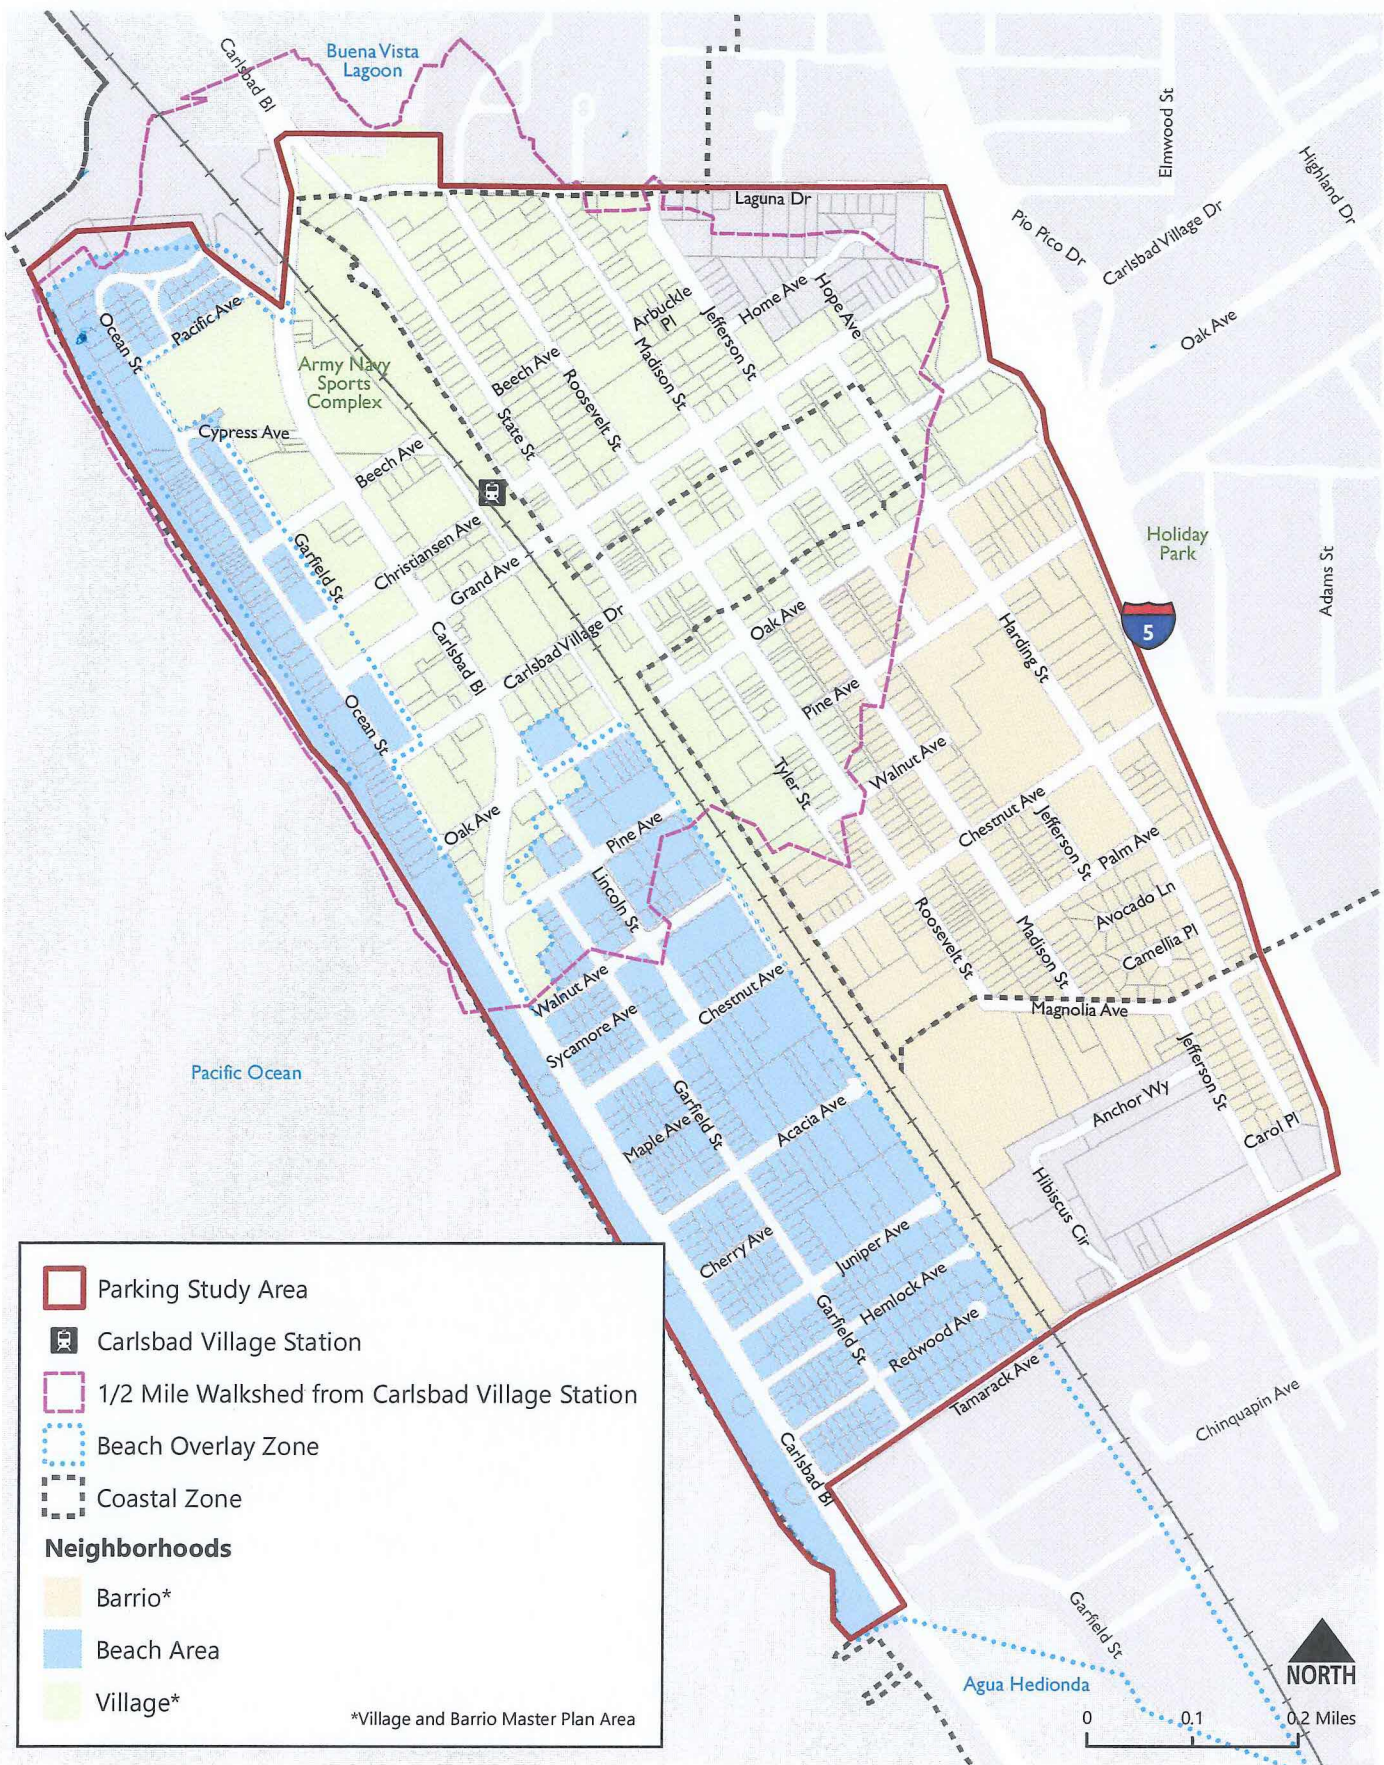 Carlsbad Bl
Buena Vista
Lagoon
Elmwood St
Highland Dr
Laguna Dr
Pio Pico Dr
Carlsbad Village Dr
Oak Ave
Ocean St
Pacific Ave
Army Navy
Sports
Complex
Arbuckle
Pl
Jefferson St
Home Ave
Hope Ave
Madison St
Beech Ave
Roosevelt St
State St
Cypress Ave
Beech Ave
Garfield St
Christiansen Ave
Grand Ave
Carlsbad Bl
Carlsbad Village Dr
Oak Ave
Harding St
Holiday
Park
Adams St
5
Ocean St
Pine Ave
Tyler St
Walnut Ave
Oak Ave
Pine Ave
Lincoln St
Chestnut Ave
Jefferson St
Palm Ave
Avocado Ln
Camellia Pl
Roosevelt St
Madison St
Magnolia Ave
Walnut Ave
Sycamore Ave
Chestnut Ave
Pacific Ocean
Garfield St
Maple Ave
Acacia Ave
Jefferson St
Anchor Wy
Carol Pl
Hibiscus Cir
Cherry Ave
Juniper Ave
Hemlock Ave
Garfield St
Redwood Ave
Tamarack Ave
Chinquapin Ave
Carlsbad Bl
Garfield St
Agua Hedionda
Parking Study Area
Carlsbad Village Station
1/2 Mile Walkshed from Carlsbad Village Station
Beach Overlay Zone
Coastal Zone
Neighborhoods
Barrio*
Beach Area
Village*
*Village and Barrio Master Plan Area
NORTH
0 0.1 0.2 Miles